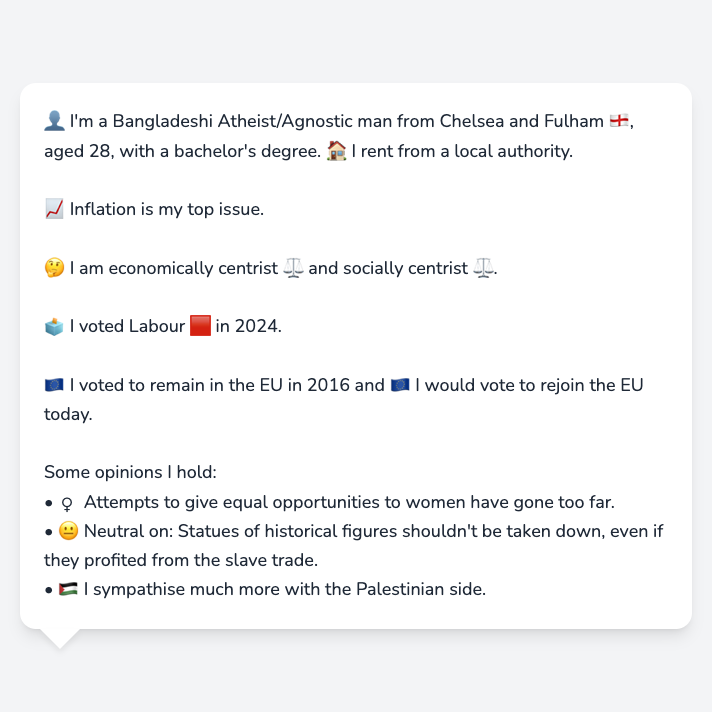 👤 I'm a Bangladeshi Atheist/Agnostic man from Chelsea and Fulham 🏴󠁧󠁢󠁥󠁮󠁧󠁿,
aged 28, with a bachelor's degree. 🏠 I rent from a local authority.
📈 Inflation is my top issue.
🤔 I am economically centrist ⚖️ and socially centrist ⚖️.
🗳️ I voted Labour 🟥 in 2024.
🇪🇺 I voted to remain in the EU in 2016 and 🇪🇺 I would vote to rejoin the EU
today.
Some opinions I hold:
• ♀ Attempts to give equal opportunities to women have gone too far.
• 😐 Neutral on: Statues of historical figures shouldn't be taken down, even if
they profited from the slave trade.
• 🇵🇸 I sympathise much more with the Palestinian side.